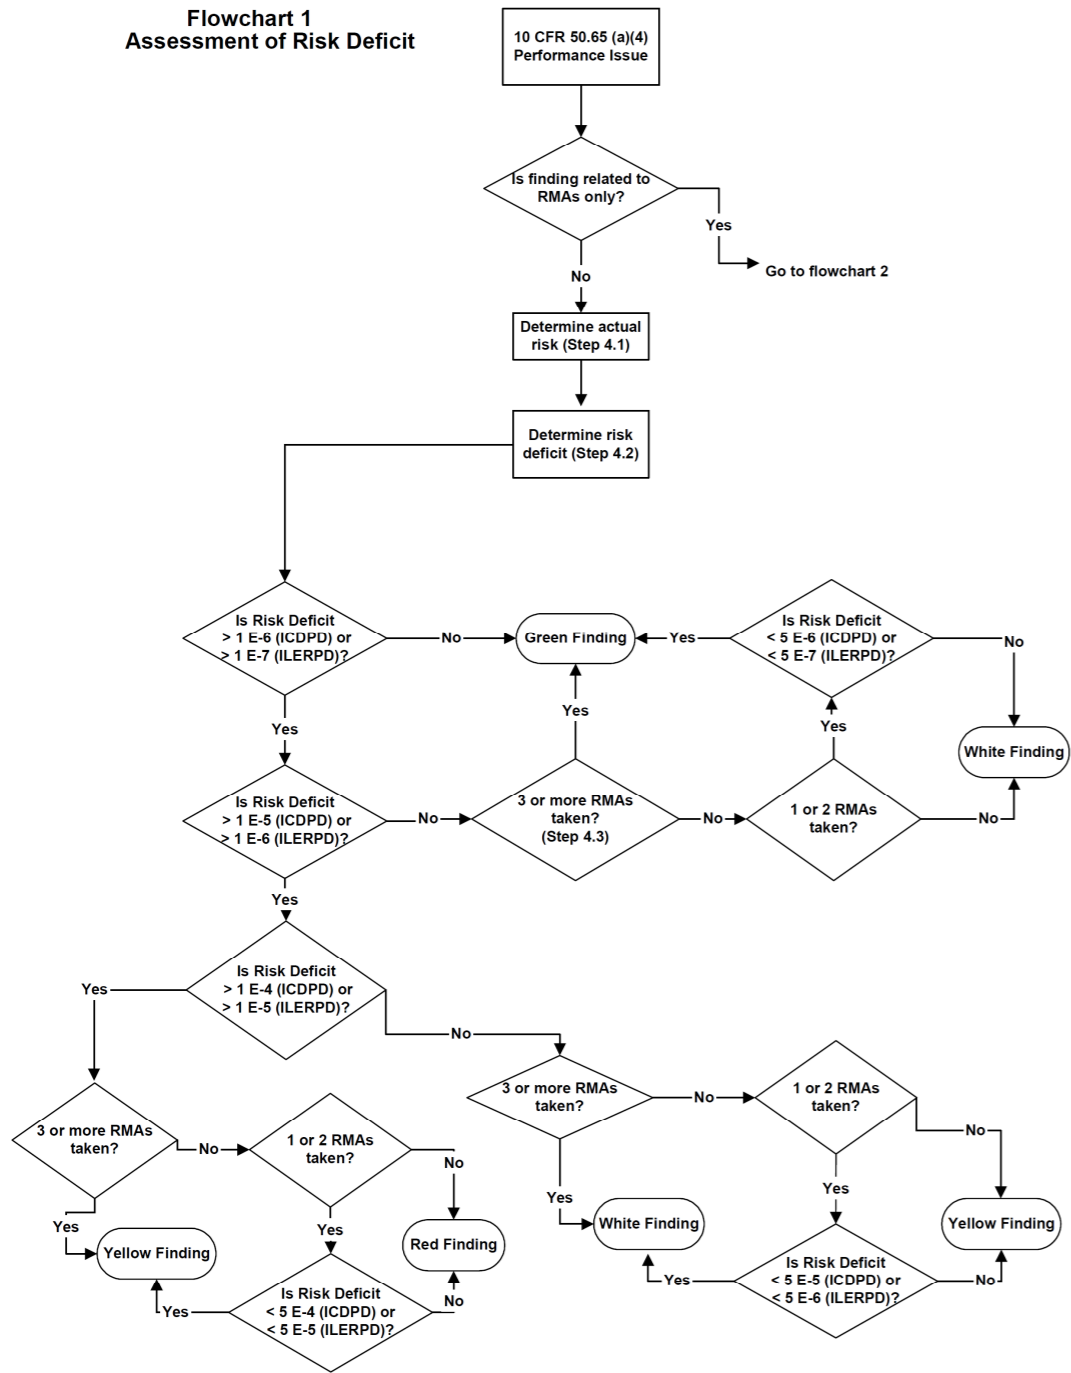 Flowchart 1
Assessment of Risk Deficit
10 CFR 50.65 (a)(4)
Performance Issue
Is finding related to
RMAs only?
Yes
Go to flowchart 2
No
Determine actual
risk (Step 4.1)
Determine risk
deficit (Step 4.2)
Is Risk Deficit
> 1 E-6 (ICDPD) or
> 1 E-7 (ILERPD)?
No
Green Finding
Yes
Is Risk Deficit
< 5 E-6 (ICDPD) or
< 5 E-7 (ILERPD)?
No
Yes
Yes
Yes
White Finding
Is Risk Deficit
> 1 E-5 (ICDPD) or
> 1 E-6 (ILERPD)?
No
3 or more RMAs
taken?
(Step 4.3)
No
1 or 2 RMAs
taken?
No
Yes
Is Risk Deficit
> 1 E-4 (ICDPD) or
> 1 E-5 (ILERPD)?
Yes
No
3 or more RMAs
taken?
No
1 or 2 RMAs
taken?
No
3 or more RMAs
taken?
No
1 or 2 RMAs
taken?
No
Yes
Yes
Yes
Yes
White Finding
Yellow Finding
Yellow Finding
Red Finding
Is Risk Deficit
< 5 E-5 (ICDPD) or
< 5 E-6 (ILERPD)?
Yes
No
Is Risk Deficit
< 5 E-4 (ICDPD) or
< 5 E-5 (ILERPD)?
Yes
No